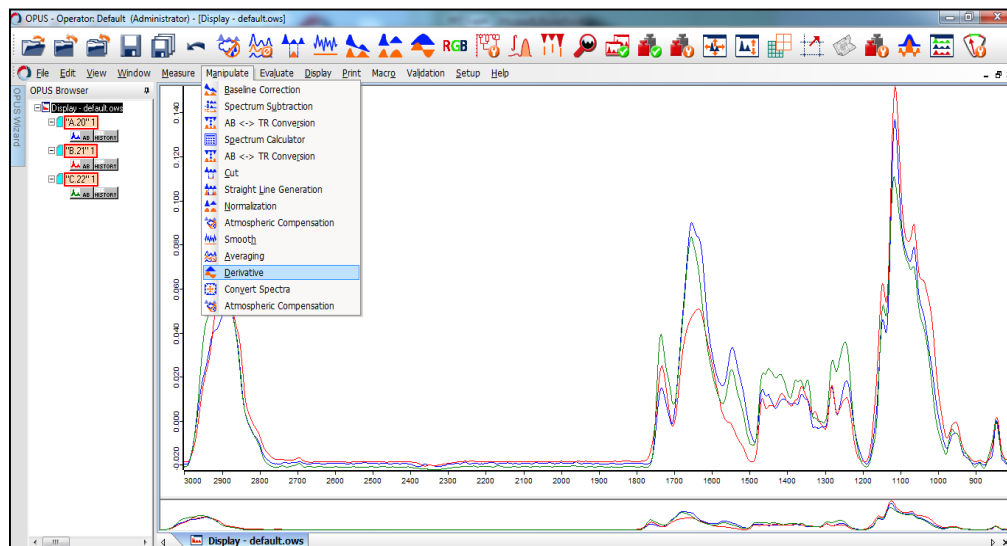 OPUS - Operator: Default (Administrator) - [Display - default.ows]
RGB
File Edit View Window Measure Manipulate Evaluate Display Print Macro Validation Setup Help
OPUS Wizard
OPUS Browser
Display - default.ows
"A.20" 1
AB HISTORY
"B.21" 1
AB HISTORY
"C.22" 1
AB HISTORY
Baseline Correction
Spectrum Subtraction
AB <-> TR Conversion
Spectrum Calculator
AB <-> TR Conversion
Cut
Straight Line Generation
Normalization
Atmospheric Compensation
Smooth
Averaging
Derivative
Convert Spectra
Atmospheric Compensation
0.140
0.120
0.100
0.080
0.060
0.040
0.020
0.000
-0.020
3000 2800 2700 2600 2500 2400 2300 2200 2100 2000 1900 1800 1700 1600 1500 1400 1300 1200 1100 1000 900
Display - default.ows